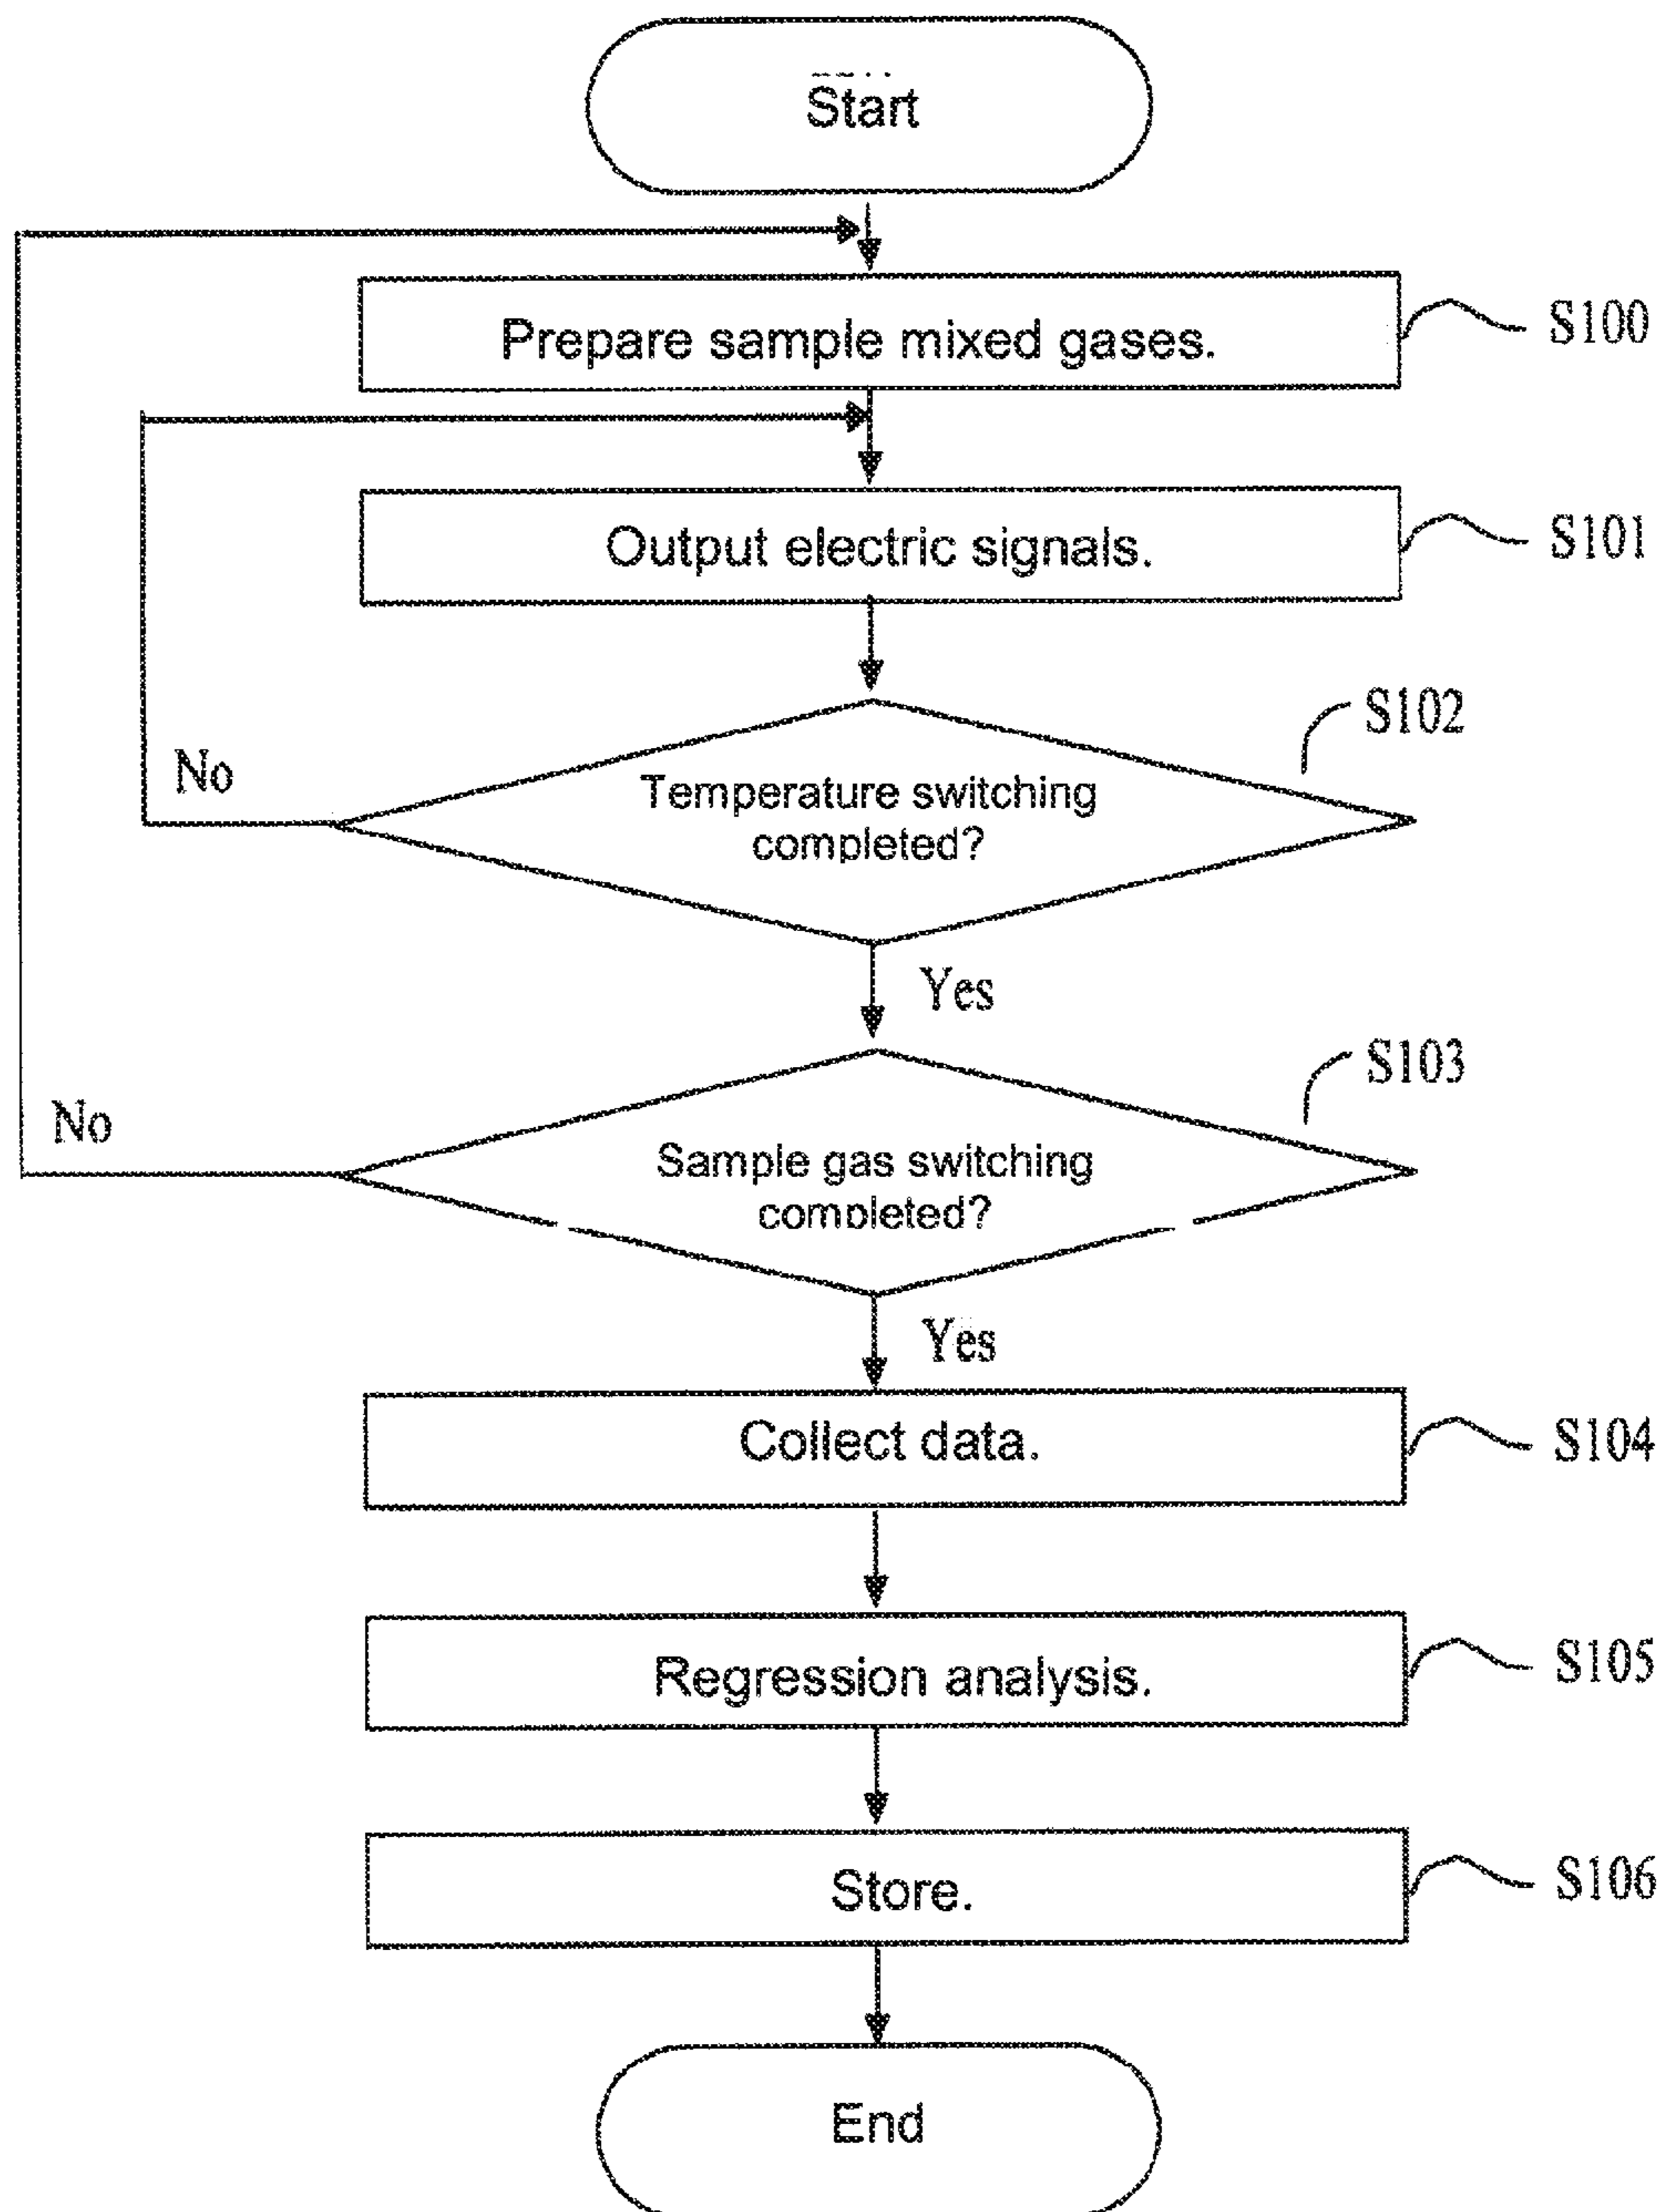 Start
Prepare sample mixed gases.
S100
Output electric signals.
S101
S102
No
Temperature switching
completed?
Yes
S103
No
Sample gas switching
completed?
Yes
Collect data.
S104
Regression analysis.
S105
Store.
S106
End